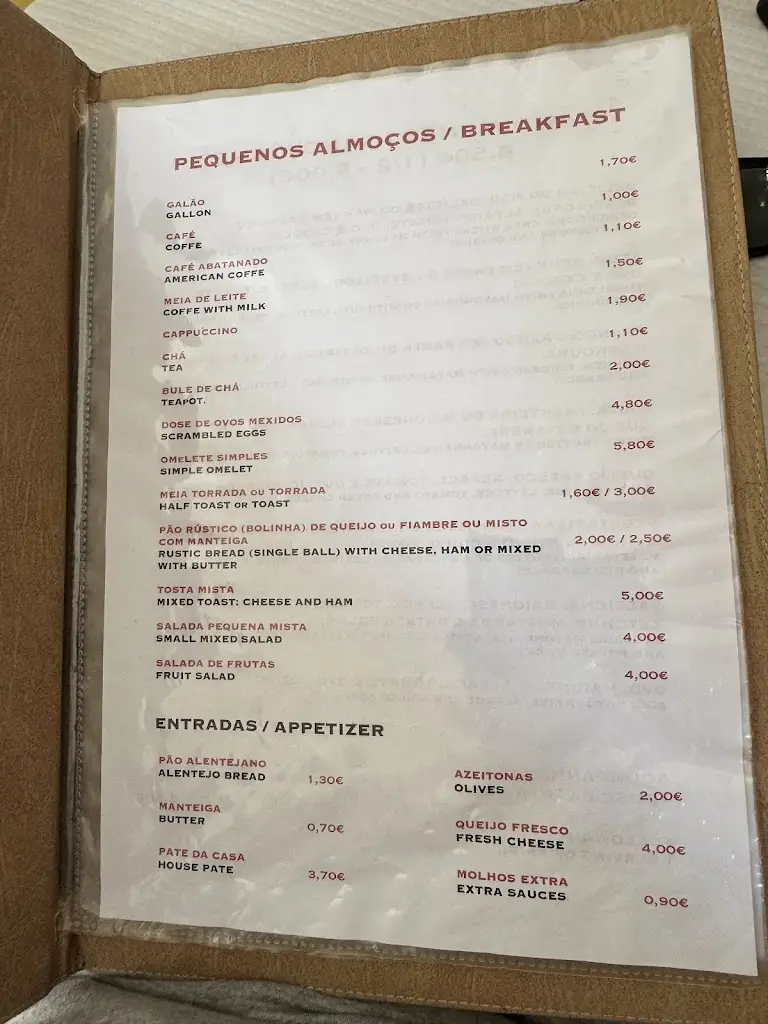 PEQUENOS ALMOÇOS / BREAKFAST
GALÃO 1,70€
GALLON
CAFÉ 1,00€
COFFE
CAFÉ ABATANADO 1,10€
AMERICAN COFFE
MEIA DE LEITE 1,50€
COFFE WITH MILK
CAPPUCCINO 1,90€
CHÁ 1,10€
TEA
BULE DE CHÁ 2,00€
TEAPOT.
DOSE DE OVOS MEXIDOS 4,80€
SCRAMBLED EGGS
OMeLETE SIMPLES 5,80€
SIMPLE OMELET
MEIA TORRADA ou TORRADA 1,60€ / 3,00€
HALF TOAST or TOAST
PÃO RÚSTICO (BOLINHA) DE QUEIJO ou FIAMBRE OU MISTO
COM MANTEIGA 2,00€ / 2,50€
RUSTIC BREAD (SINGLE BALL) WITH CHEESE, HAM OR MIXED
WITH BUTTER
TOSTA MISTA 5,00€
MIXED TOAST: CHEESE AND HAM
SALADA PEQUENA MISTA 4,00€
SMALL MIXED SALAD
SALADA DE FRUTAS 4,00€
FRUIT SALAD
ENTRADAS / APPETIZER
PÃO ALENTEJANO
ALENTEJO BREAD 1,30€
MANTEIGA
BUTTER 0,70€
PATE DA CASA
HOUSE PATE 3,70€
AZEITONAS
OLIVES 2,00€
QUEIJO FRESCO
FRESH CHEESE 4,00€
MOLHOS EXTRA
EXTRA SAUCES 0,90€